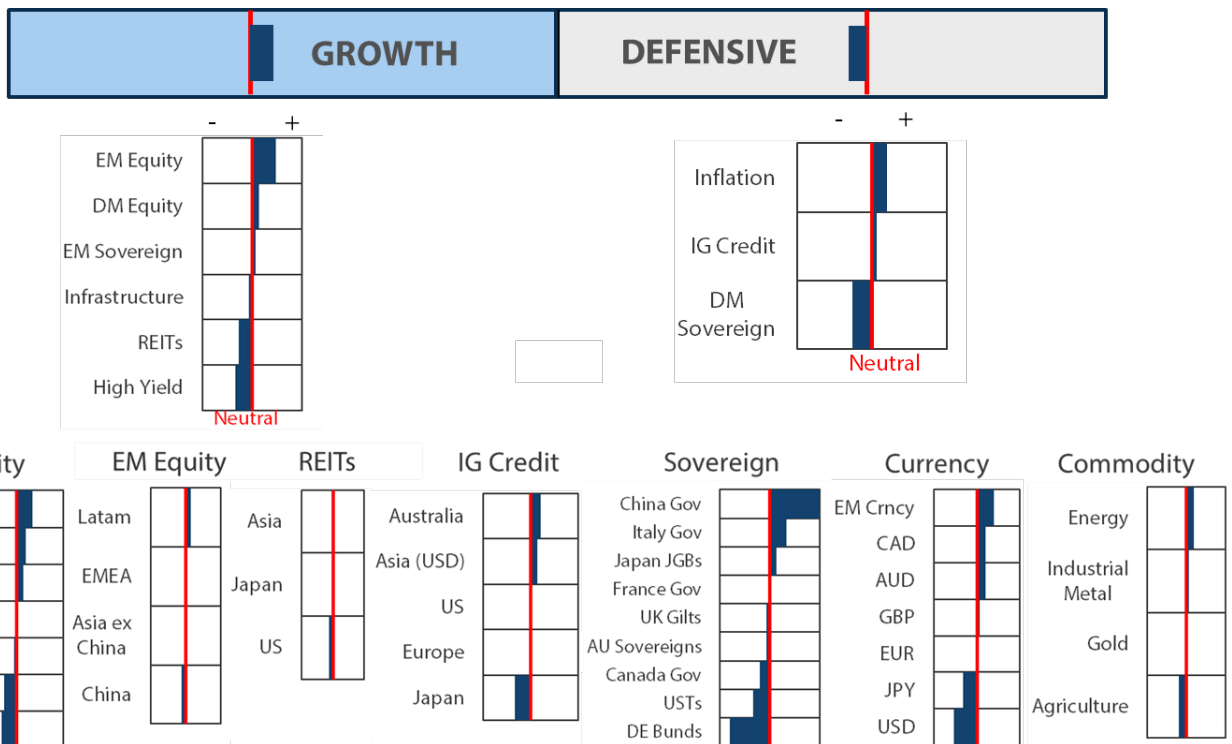 GROWTH
DEFENSIVE
- +
- +
EM Equity
DM Equity
EM Sovereign
Infrastructure
REITs
High Yield
Neutral
Inflation
IG Credit
DM
Sovereign
Neutral
ity
EM Equity
Latam
EMEA
Asia ex
China
China
REITs
Asia
Japan
US
IG Credit
Australia
Asia (USD)
US
Europe
Japan
Sovereign
China Gov
Italy Gov
Japan JGBs
France Gov
UK Gilts
AU Sovereigns
Canada Gov
USTs
DE Bunds
Currency
EM Crncy
CAD
AUD
GBP
EUR
JPY
USD
Commodity
Energy
Industrial
Metal
Gold
Agriculture